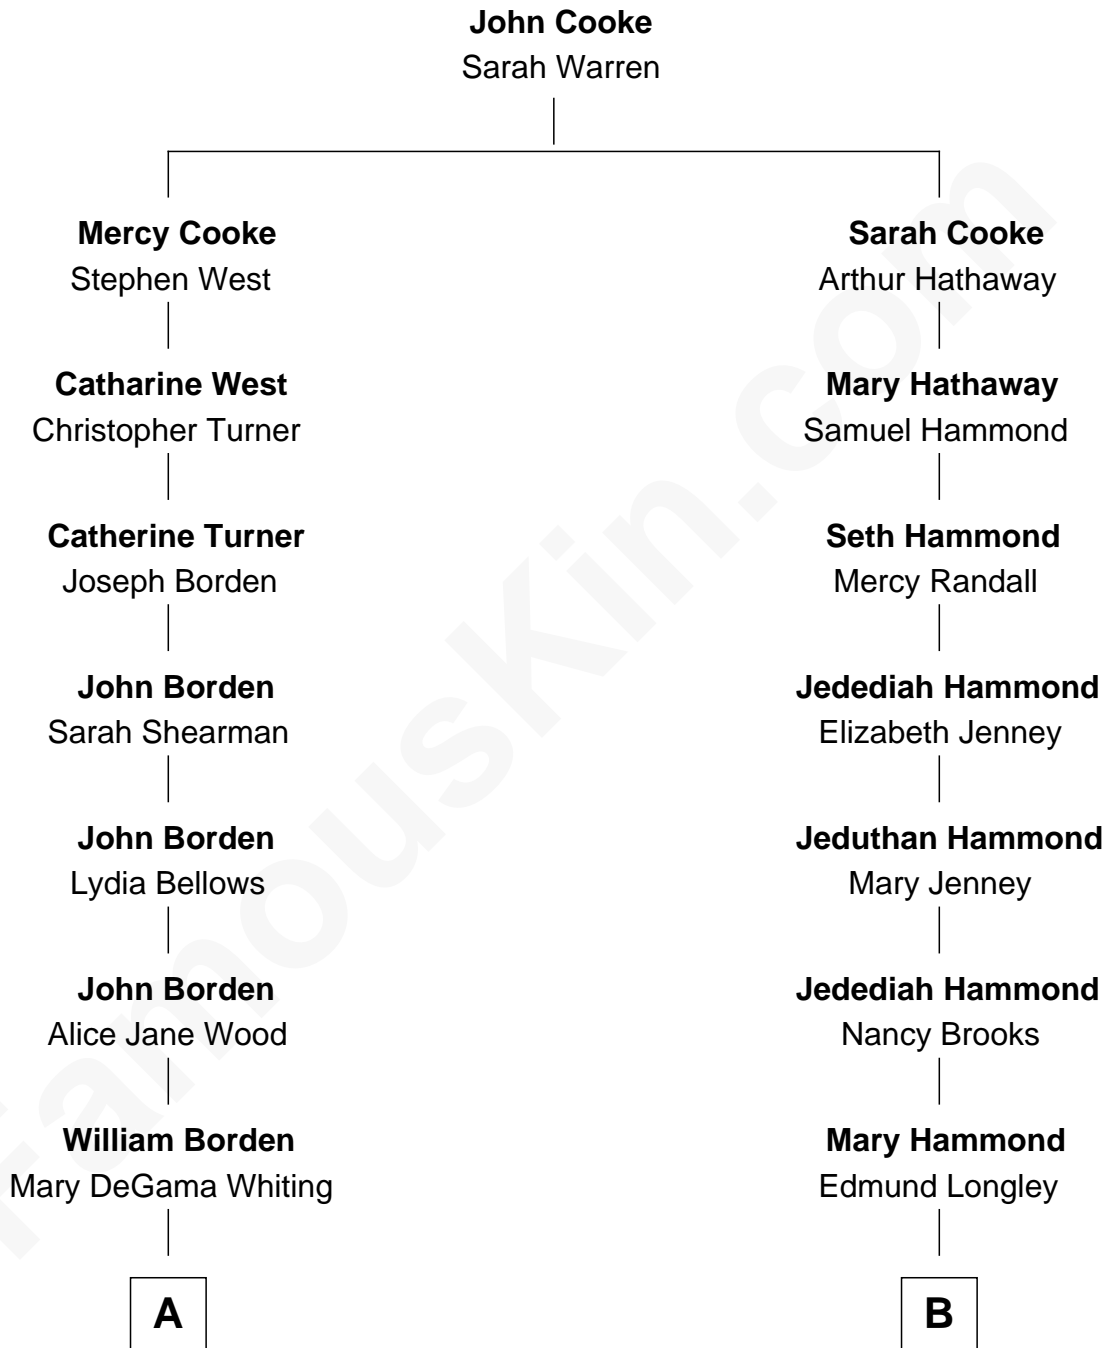 John Cooke
Sarah Warren
Mercy Cooke
Stephen West
Sarah Cooke
Arthur Hathaway
Catharine West
Christopher Turner
Mary Hathaway
Samuel Hammond
Catherine Turner
Joseph Borden
Seth Hammond
Mercy Randall
John Borden
Sarah Shearman
Jedediah Hammond
Elizabeth Jenney
John Borden
Lydia Bellows
Jeduthan Hammond
Mary Jenney
John Borden
Alice Jane Wood
Jedediah Hammond
Nancy Brooks
William Borden
Mary DeGama Whiting
Mary Hammond
Edmund Longley
A
B
FamousKin.com